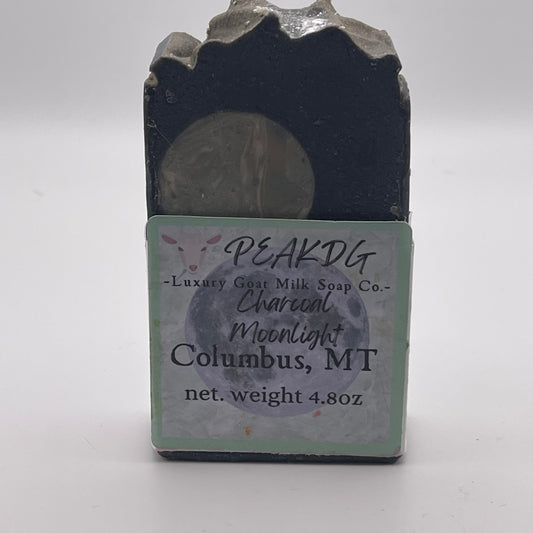 PEAKDG
-Luxury Goat Milk Soap Co.-
Charcoal
Moonlight
Columbus, MT
net. weight 4.8oz